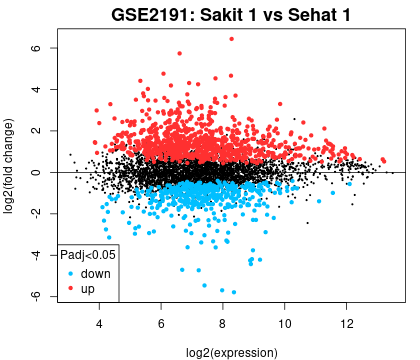 GSE2191: Sakit 1 vs Sehat 1
log2(fold change)
6
4
2
0
-2
-4
-6
Padj<0.05
down
up
4
6
8
10
12
log2(expression)